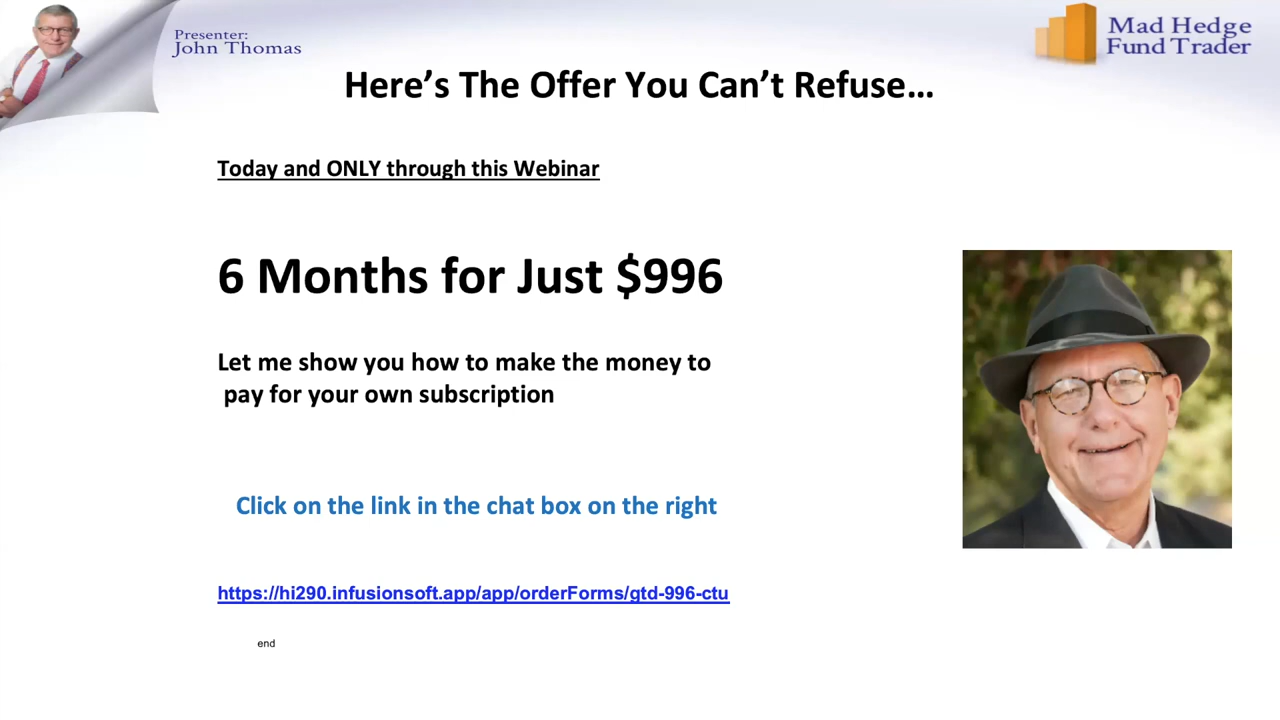 Presenter:
John Thomas
Mad Hedge
Fund Trader
Here's The Offer You Can't Refuse…
Today and ONLY through this Webinar
6 Months for Just $996
Let me show you how to make the money to
pay for your own subscription
Click on the link in the chat box on the right
https://hi290.infusionsoft.app/app/orderForms/gtd-996-ctu
end